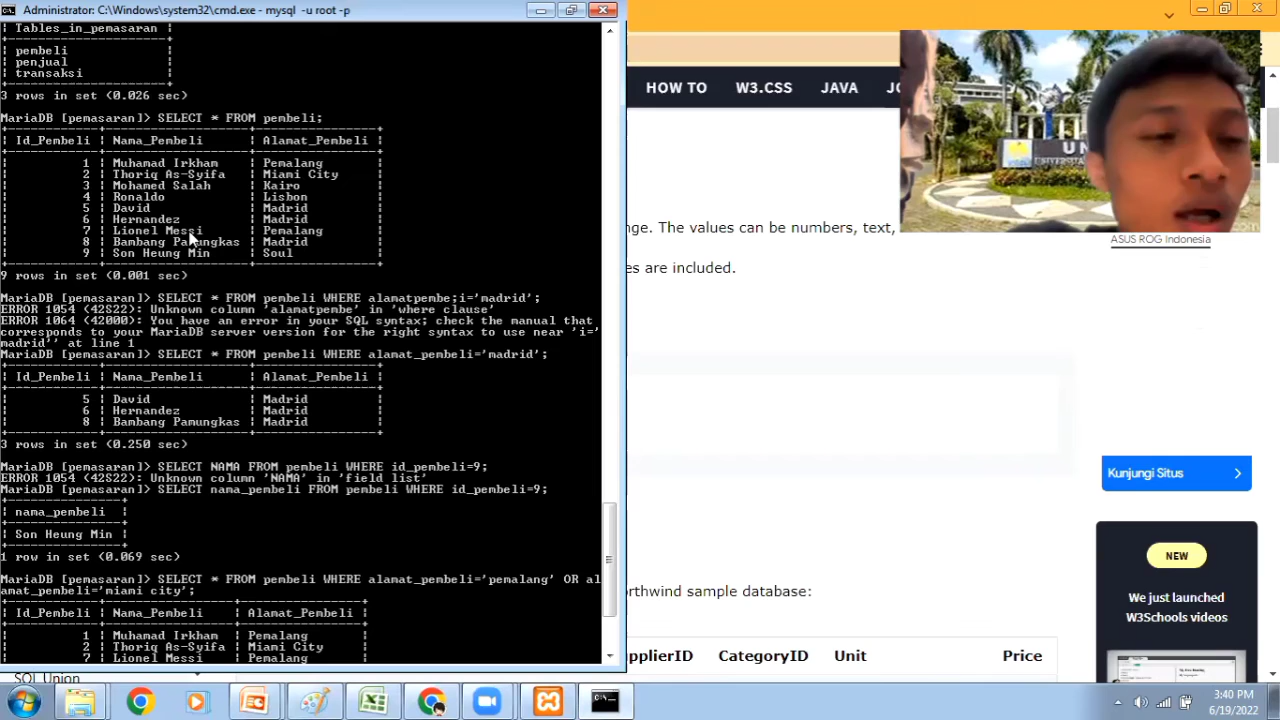 Administrator: C:\Windows\system32\cmd.exe - mysql -u root -p
Tables_in_pemasaran
pembeli
penjual
transaksi
3 rows in set (0.026 sec)
MariaDB [pemasaran]> SELECT * FROM pembeli;
Id_Pembeli | Nama_Pembeli | Alamat_Pembeli
1 | Muhamad Irkham | Pemalang
2 | Thoriq As-Syifa | Miami City
3 | Mohamed Salah | Kairo
4 | Ronaldo | Lisbon
5 | David | Madrid
6 | Hernandez | Madrid
7 | Lionel Messi | Pemalang
8 | Bambang Pamungkas | Madrid
9 | Son Heung Min | Soul
9 rows in set (0.001 sec)
MariaDB [pemasaran]> SELECT * FROM pembeli WHERE alamatpembe;i='madrid';
ERROR 1054 (42S22): Unknown column 'alamatpembe' in 'where clause'
ERROR 1064 (42000): You have an error in your SQL syntax; check the manual that
corresponds to your MariaDB server version for the right syntax to use near 'i='
madrid'' at line 1
MariaDB [pemasaran]> SELECT * FROM pembeli WHERE alamat_pembeli='madrid';
Id_Pembeli | Nama_Pembeli | Alamat_Pembeli
5 | David | Madrid
6 | Hernandez | Madrid
8 | Bambang Pamungkas | Madrid
3 rows in set (0.250 sec)
MariaDB [pemasaran]> SELECT NAMA FROM pembeli WHERE id_pembeli=9;
ERROR 1054 (42S22): Unknown column 'NAMA' in 'field list'
MariaDB [pemasaran]> SELECT nama_pembeli FROM pembeli WHERE id_pembeli=9;
nama_pembeli
Son Heung Min
1 row in set (0.069 sec)
MariaDB [pemasaran]> SELECT * FROM pembeli WHERE alamat_pembeli='pemalang' OR al
amat_pembeli='miami city';
Id_Pembeli | Nama_Pembeli | Alamat_Pembeli
1 | Muhamad Irkham | Pemalang
2 | Thoriq As-Syifa | Miami City
7 | Lionel Messi | Pemalang
HOW TO W3.CSS JAVA
nge. The values can be numbers, text,
es are included.
ASUS ROG Indonesia
Kunjungi Situs
NEW
We just launched
W3Schools videos
rthwind sample database:
upplierID CategoryID Unit Price
SQL Union
3:40 PM
6/19/2022